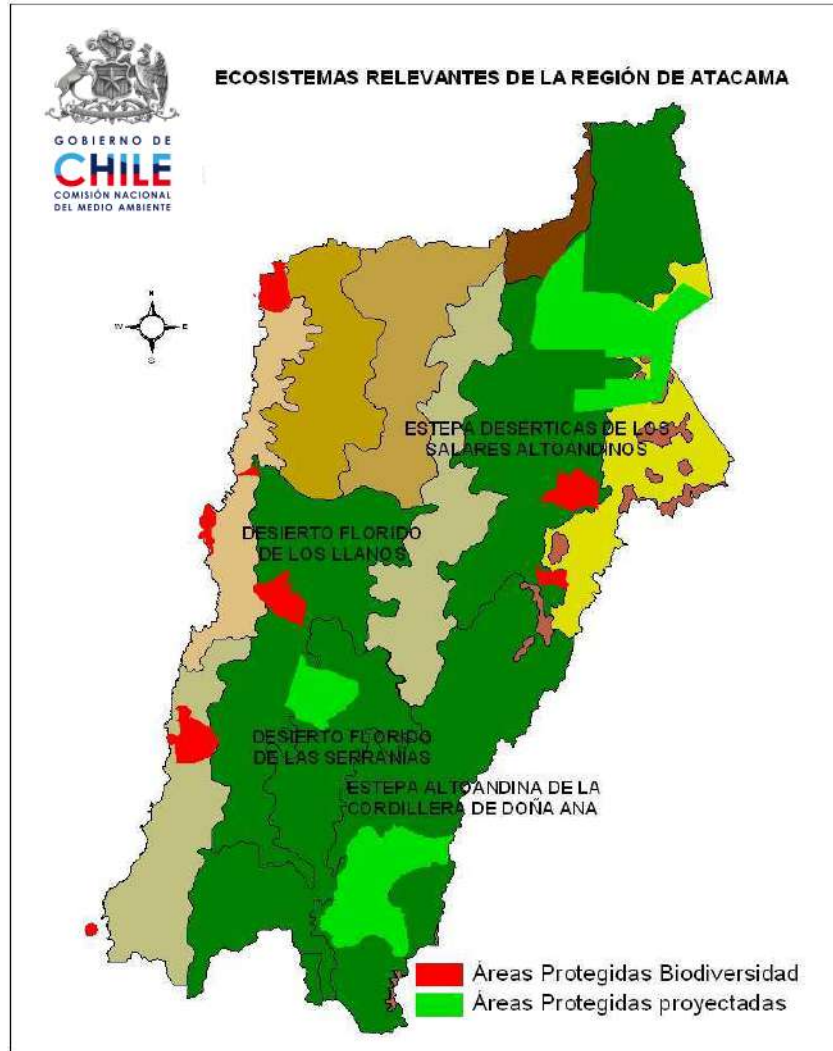 GOBIERNO DE
CHILE
COMISIÓN NACIONAL
DEL MEDIO AMBIENTE
ECOSISTEMAS RELEVANTES DE LA REGIÓN DE ATACAMA
N
W E
S
ESTEPA DESÉRTICAS DE LOS
SALARES ALTOANDINOS
DESIERTO FLORIDO
DE LOS LLANOS
DESIERTO FLORIDO
DE LAS SERRANÍAS
ESTEPA ALTOANDINA DE LA
CORDILLERA DE DOÑA ANA
Áreas Protegidas Biodiversidad
Áreas Protegidas proyectadas